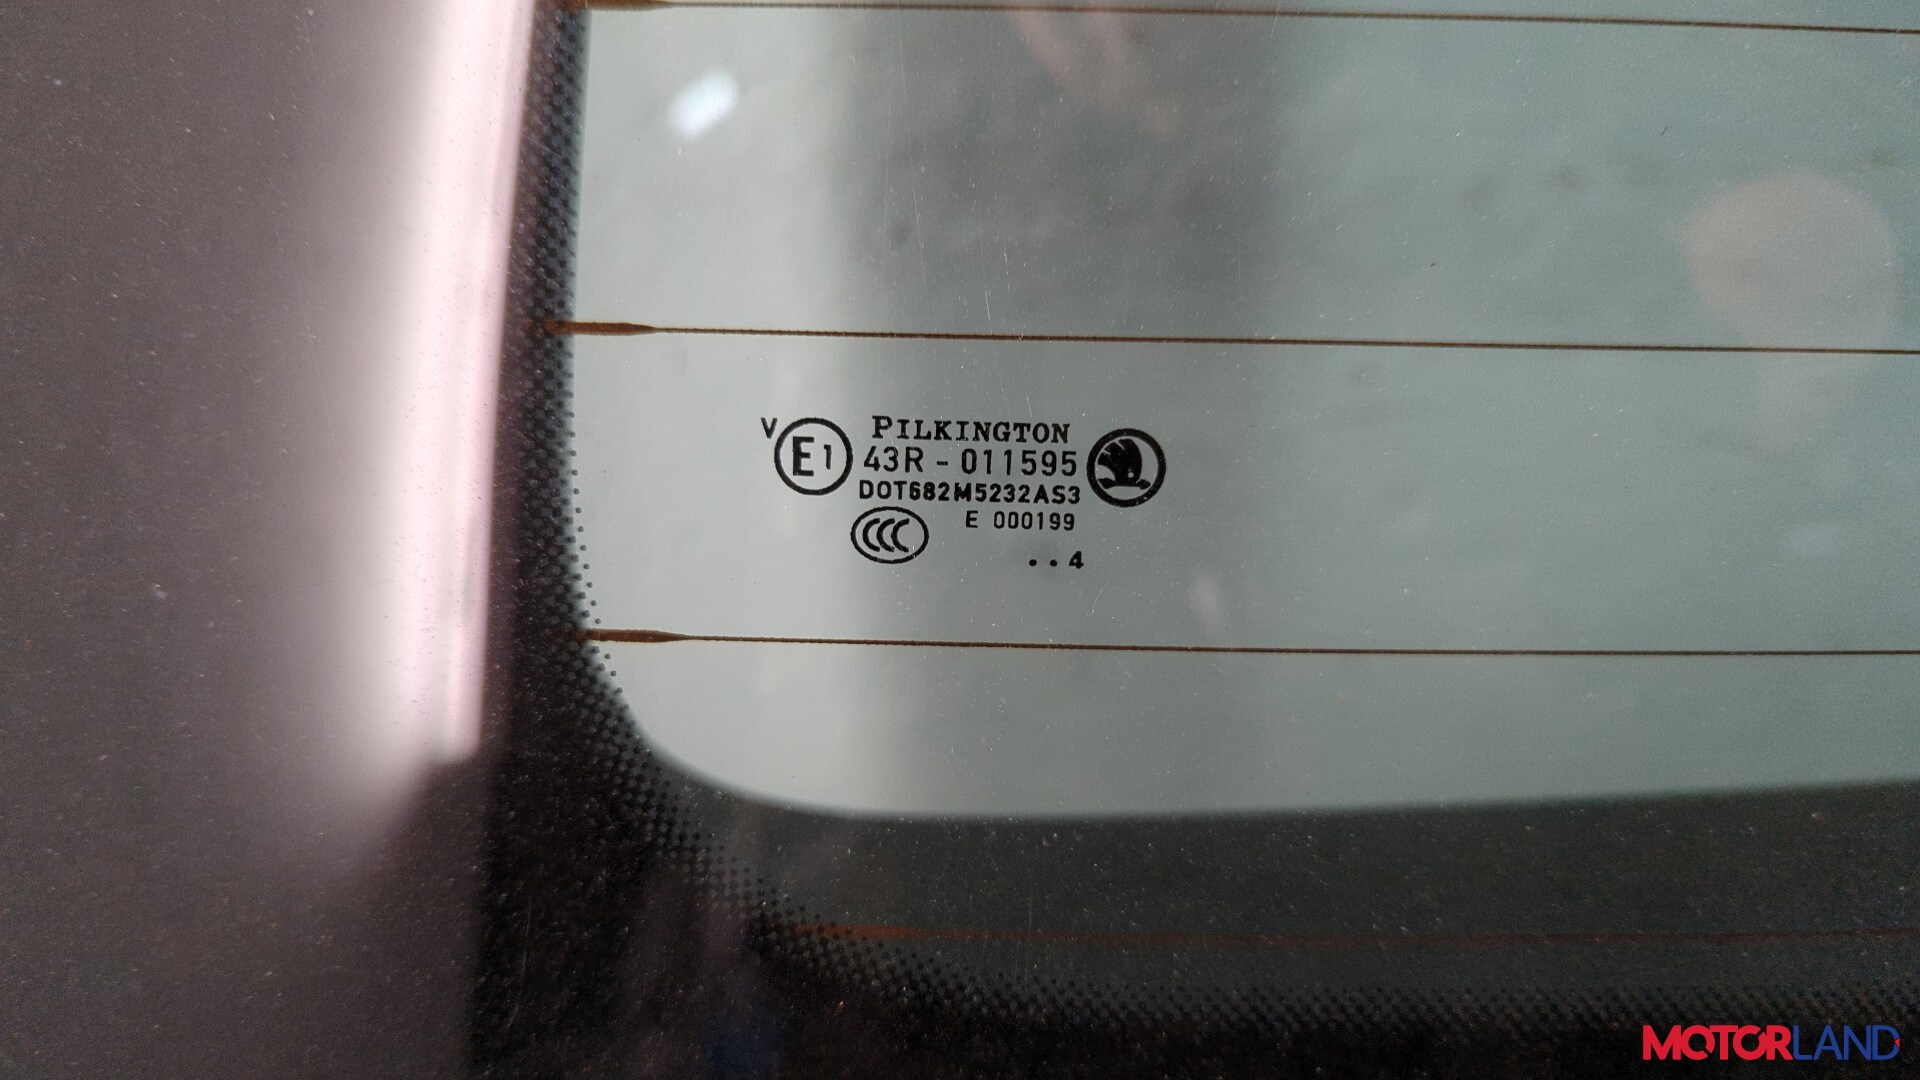 V E1 PILKINGTON
43R - 011595
DOT682M5232AS3
CCC E 000199
..4
MOTORLAND